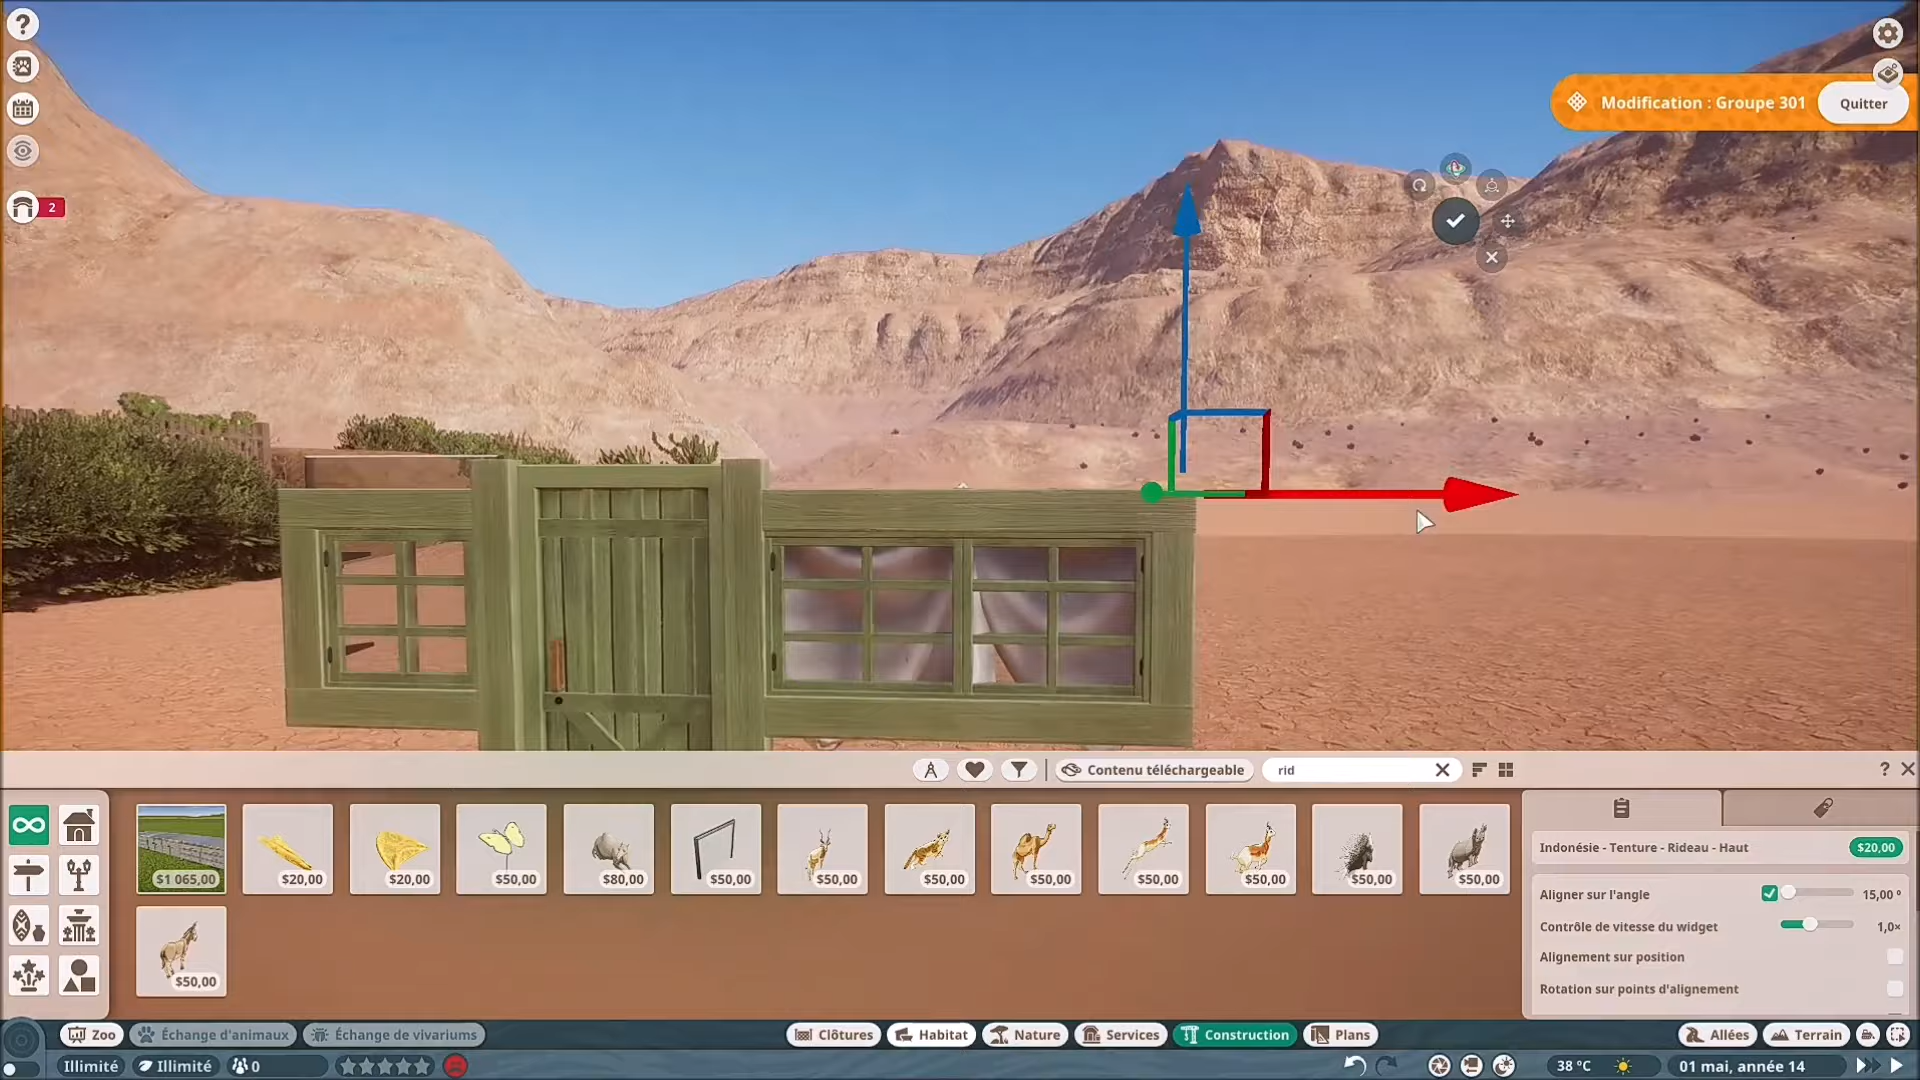 ?
2
Modification : Groupe 301
Quitter
Contenu téléchargeable
rid
?
$1 065,00
$20,00
$20,00
$50,00
$80,00
$50,00
$50,00
$50,00
$50,00
$50,00
$50,00
$50,00
$50,00
$50,00
Indonésie - Tenture - Rideau - Haut
$20,00
Aligner sur l'angle
15,00 °
Contrôle de vitesse du widget
1,0×
Alignement sur position
Rotation sur points d'alignement
Zoo
Échange d'animaux
Échange de vivariums
Clôtures
Habitat
Nature
Services
Construction
Plans
Allées
Terrain
Illimité
Illimité
0
38 °C
01 mai, année 14